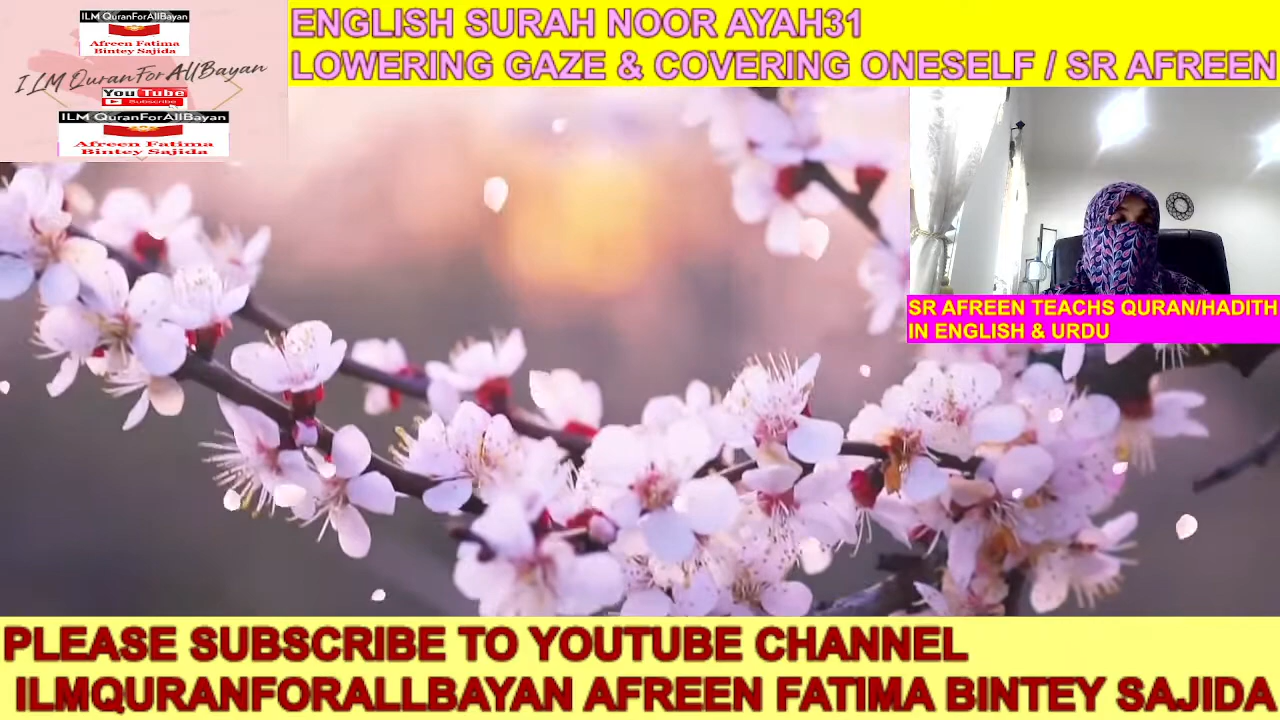 ILM QuranForAllBayan
Afreen Fatima
Bintey Sajida
ILM QuranForAllBayan
YouTube
Subscribe
ILM QuranForAllBayan
Afreen Fatima
Bintey Sajida
ENGLISH SURAH NOOR AYAH31
LOWERING GAZE & COVERING ONESELF / SR AFREEN
SR AFREEN TEACHS QURAN/HADITH
IN ENGLISH & URDU
PLEASE SUBSCRIBE TO YOUTUBE CHANNEL
ILMQURANFORALLBAYAN AFREEN FATIMA BINTEY SAJIDA